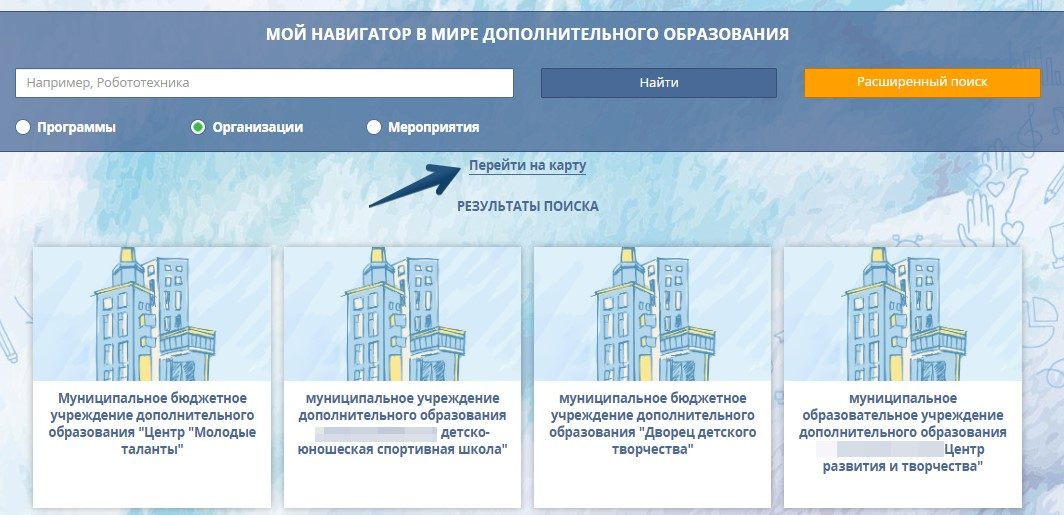 МОЙ НАВИГАТОР В МИРЕ ДОПОЛНИТЕЛЬНОГО ОБРАЗОВАНИЯ
Например, Робототехника
Найти
Расширенный поиск
Программы
Организации
Мероприятия
Перейти на карту
РЕЗУЛЬТАТЫ ПОИСКА
Муниципальное бюджетное
учреждение дополнительного
образования "Центр "Молодые
таланты"
муниципальное учреждение
дополнительного образования
детско-
юношеская спортивная школа"
муниципальное бюджетное
учреждение дополнительного
образования "Дворец детского
творчества"
муниципальное
образовательное учреждение
дополнительного образования
Центр
развития и творчества"